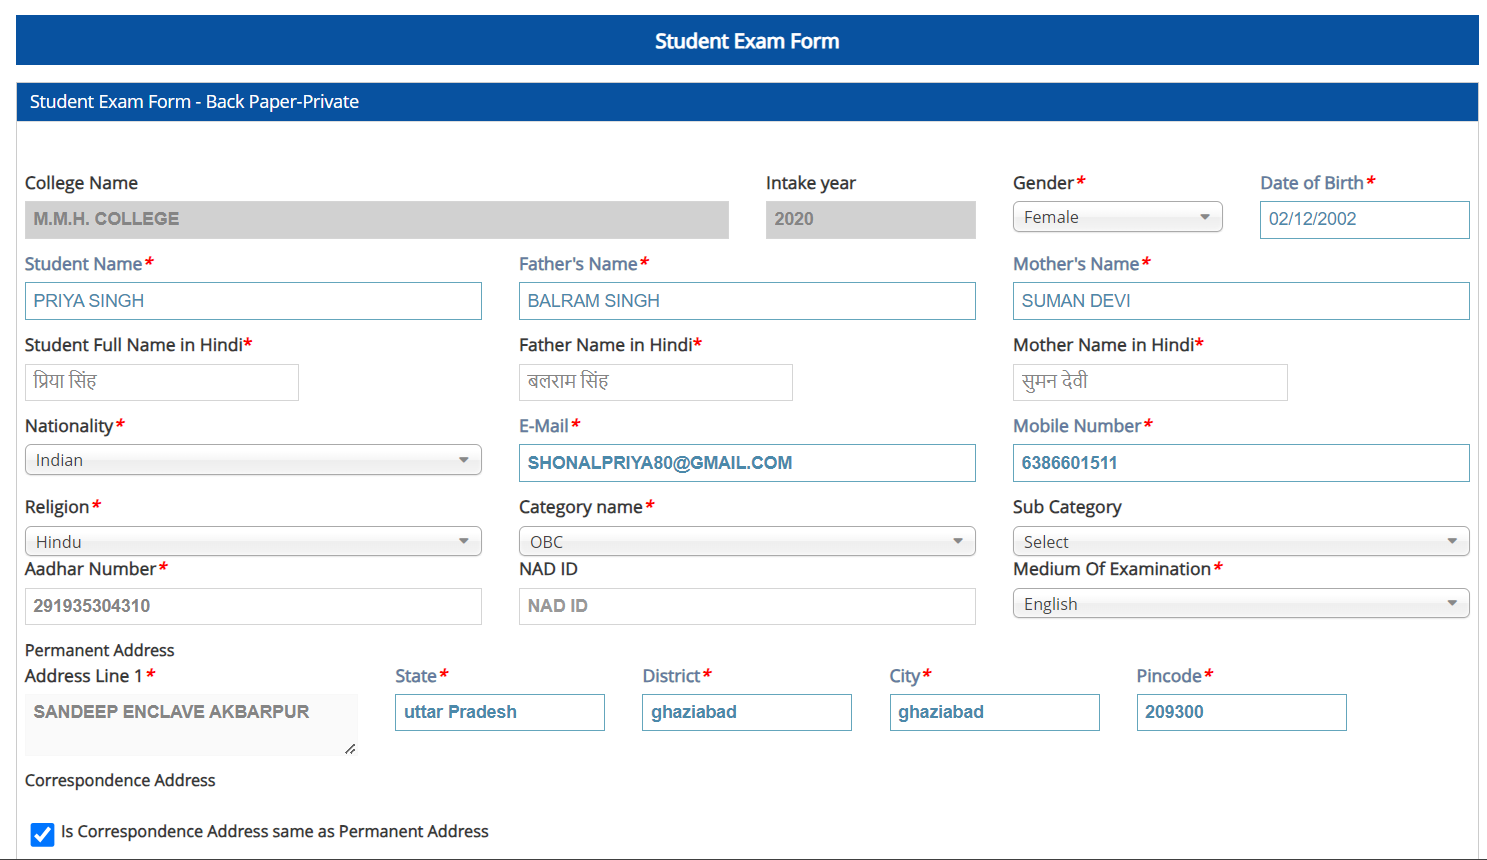 Student Exam Form
Student Exam Form - Back Paper-Private
College Name Intake year Gender* Date of Birth*
M.M.H. COLLEGE 2020 Female 02/12/2002
Student Name* Father's Name* Mother's Name*
PRIYA SINGH BALRAM SINGH SUMAN DEVI
Student Full Name in Hindi* Father Name in Hindi* Mother Name in Hindi*
प्रिया सिंह बलराम सिंह सुमन देवी
Nationality* E-Mail* Mobile Number*
Indian SHONALPRIYA80@GMAIL.COM 6386601511
Religion* Category name* Sub Category
Hindu OBC Select
Aadhar Number* NAD ID Medium Of Examination*
291935304310 NAD ID English
Permanent Address
Address Line 1* State* District* City* Pincode*
SANDEEP ENCLAVE AKBARPUR uttar Pradesh ghaziabad ghaziabad 209300
Correspondence Address
Is Correspondence Address same as Permanent Address